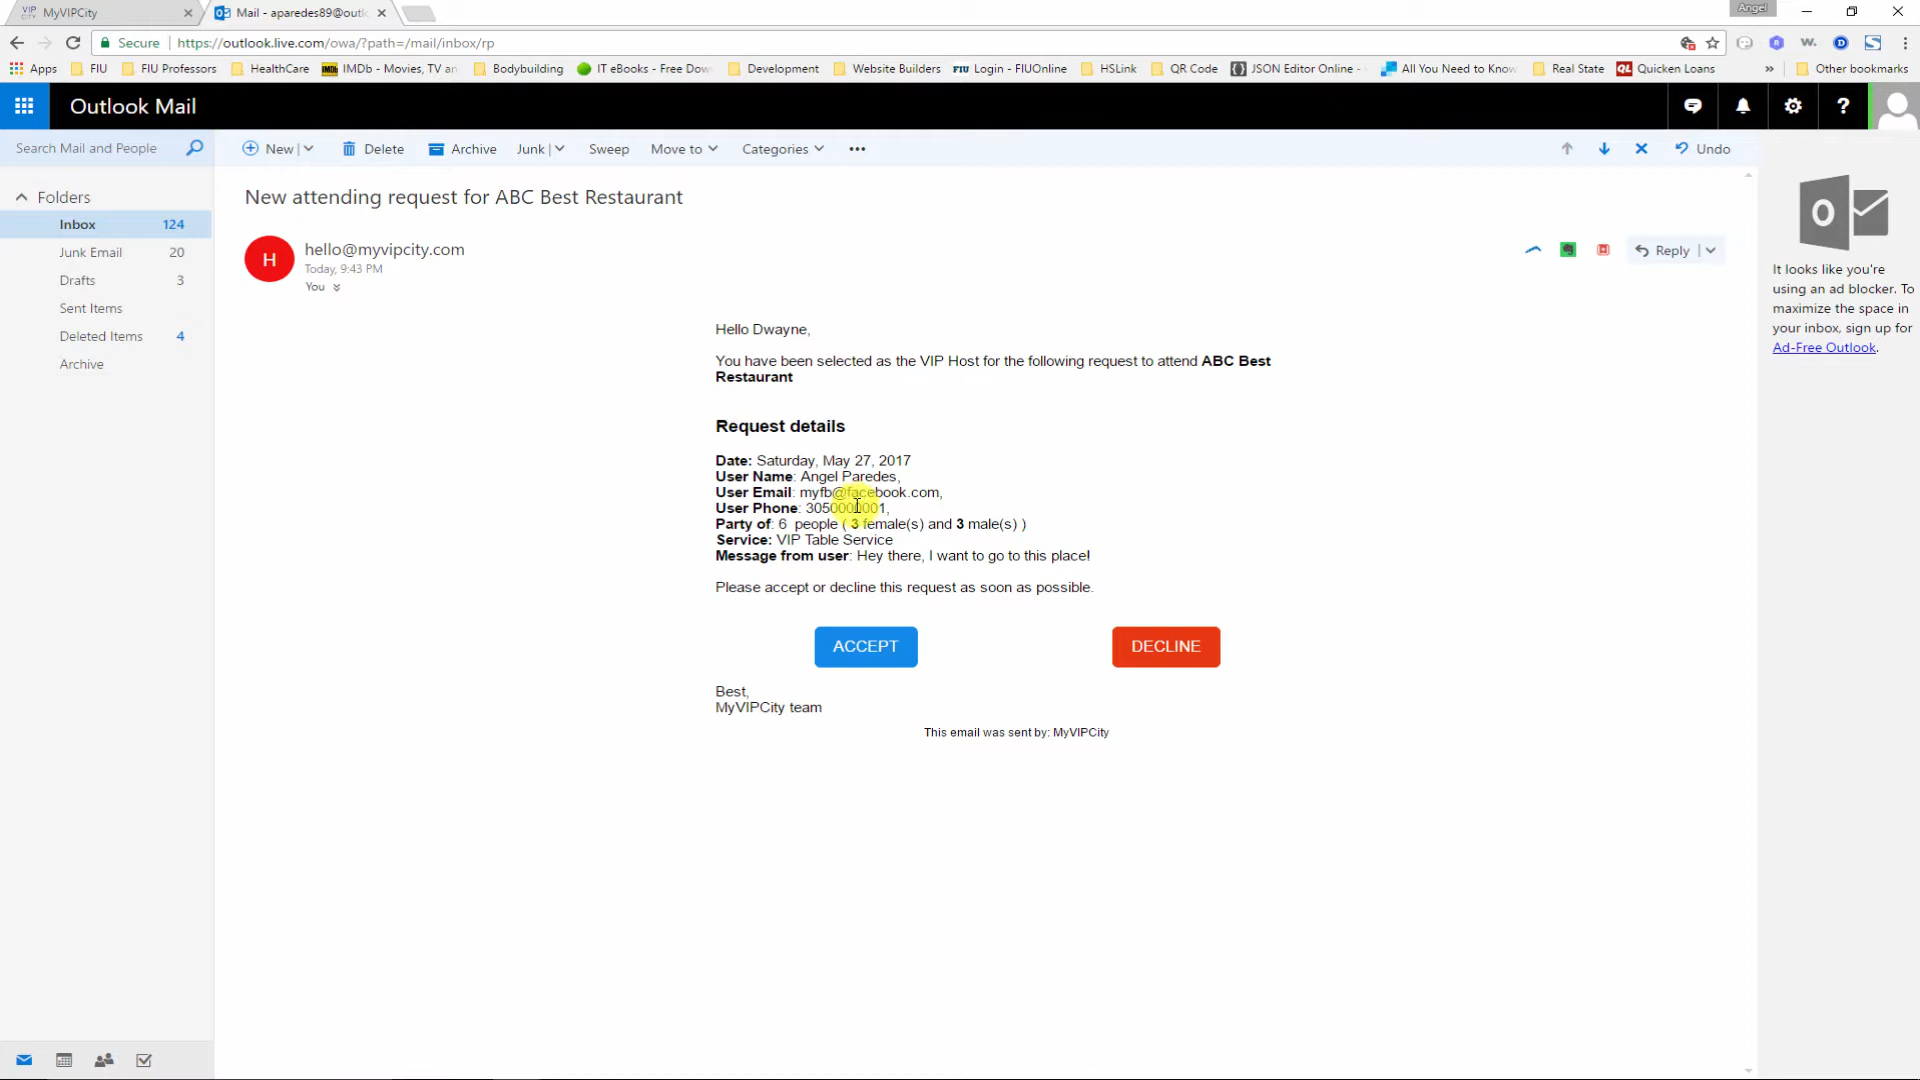 MyVIPCity
Mail - aparedes89@outl
Angel
Secure
https://outlook.live.com/owa/?path=/mail/inbox/rp
Apps
FIU
FIU Professors
HealthCare
IMDb - Movies, TV an
Bodybuilding
IT eBooks - Free Dow
Development
Website Builders
FIU Login - FIUOnline
HSLink
QR Code
JSON Editor Online -
All You Need to Know
Real State
QL Quicken Loans
»
Other bookmarks
Outlook Mail
Search Mail and People
New
Delete
Archive
Junk
Sweep
Move to
Categories
Undo
Folders
Inbox 124
Junk Email 20
Drafts 3
Sent Items
Deleted Items 4
Archive
New attending request for ABC Best Restaurant
H
hello@myvipcity.com
Today, 9:43 PM
You
Reply
Hello Dwayne,
You have been selected as the VIP Host for the following request to attend ABC Best
Restaurant
Request details
Date: Saturday, May 27, 2017
User Name: Angel Paredes,
User Email: myfb@facebook.com,
User Phone: 3050000001,
Party of: 6 people ( 3 female(s) and 3 male(s) )
Service: VIP Table Service
Message from user: Hey there, I want to go to this place!
Please accept or decline this request as soon as possible.
ACCEPT
DECLINE
Best,
MyVIPCity team
This email was sent by: MyVIPCity
It looks like you're
using an ad blocker. To
maximize the space in
your inbox, sign up for
Ad-Free Outlook.